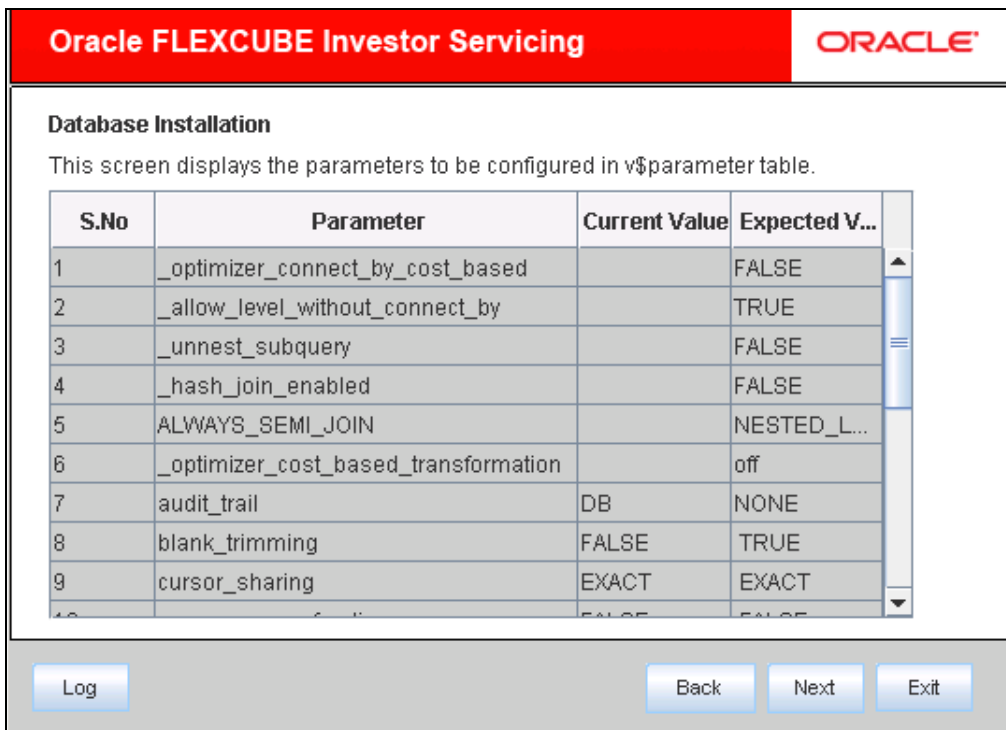 Oracle FLEXCUBE Investor Servicing
ORACLE
Database Installation
This screen displays the parameters to be configured in v$parameter table.
S.No Parameter Current Value Expected V...
1 _optimizer_connect_by_cost_based FALSE
2 _allow_level_without_connect_by TRUE
3 _unnest_subquery FALSE
4 _hash_join_enabled FALSE
5 ALWAYS_SEMI_JOIN NESTED_L...
6 _optimizer_cost_based_transformation off
7 audit_trail DB NONE
8 blank_trimming FALSE TRUE
9 cursor_sharing EXACT EXACT
Log Back Next Exit